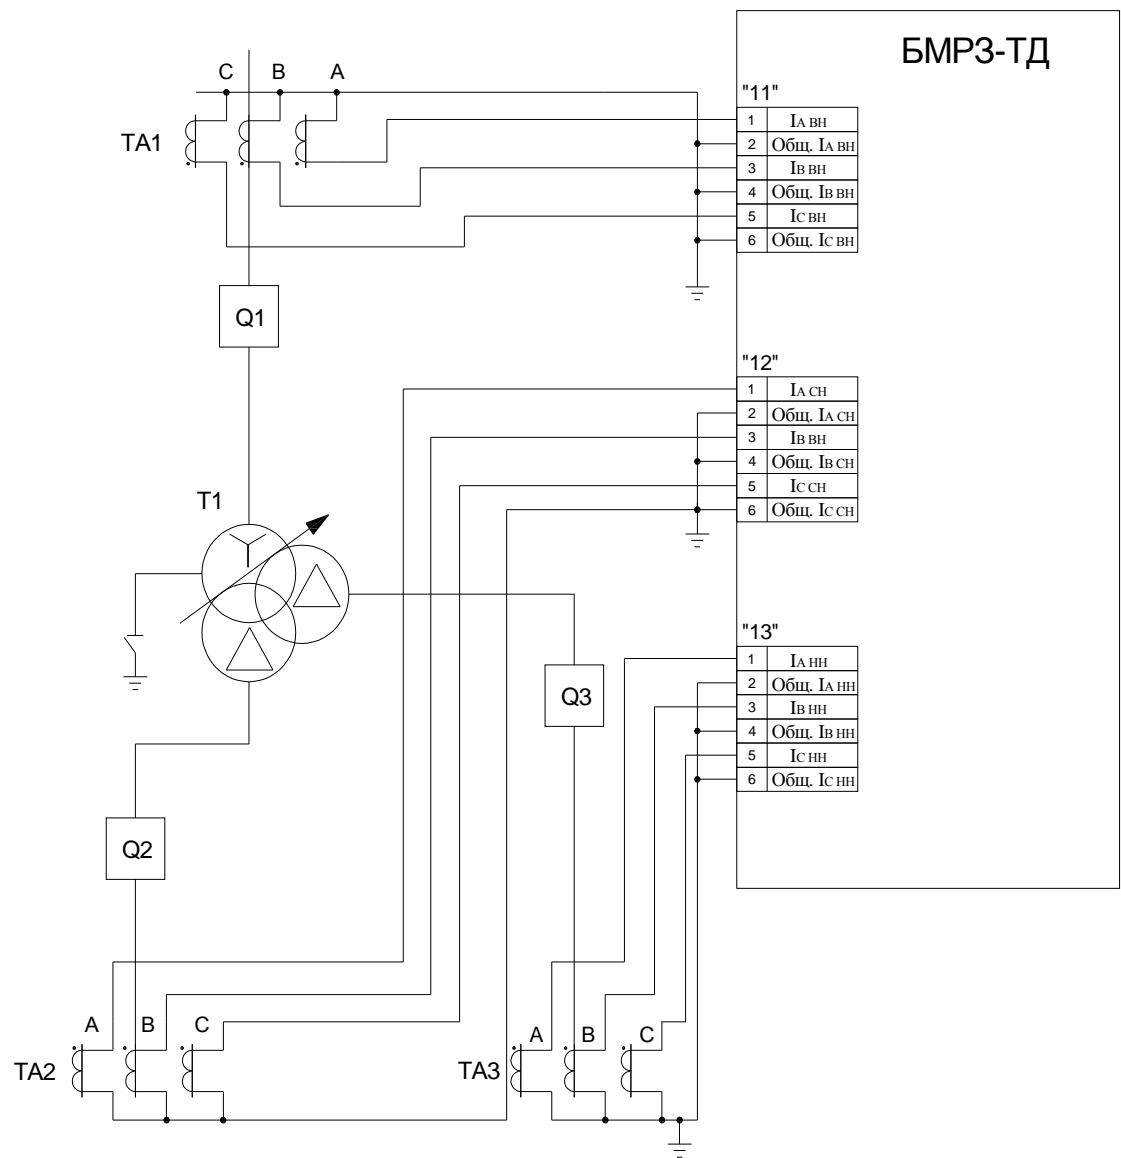 БМРЗ-ТД
C B A
TA1
"11"
1 IA ВН
2 Общ. IA ВН
3 IB ВН
4 Общ. IB ВН
5 IC ВН
6 Общ. IC ВН
Q1
"12"
1 IA СН
2 Общ. IA СН
3 IB ВН
4 Общ. IB СН
5 IC СН
6 Общ. IC СН
T1
"13"
1 IA НН
2 Общ. IA НН
3 IB НН
4 Общ. IB НН
5 IC НН
6 Общ. IC НН
Q3
Q2
A B C
TA2
A B C
TA3